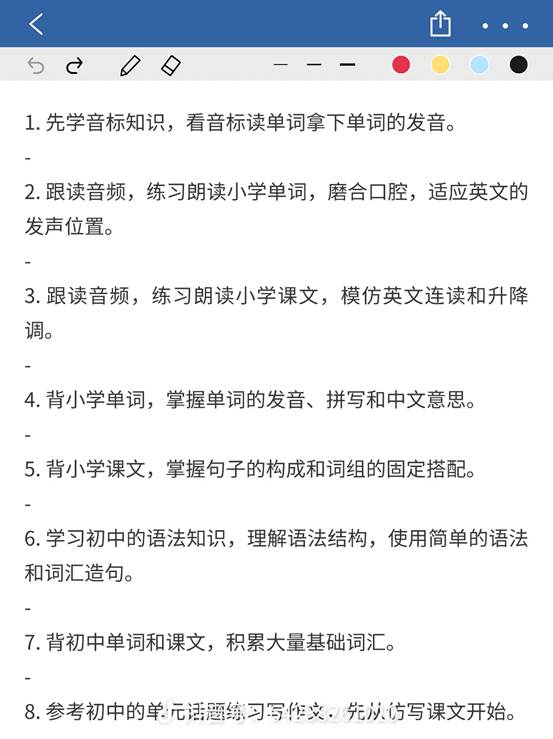 1. 先学音标知识，看音标读单词拿下单词的发音。
-
2. 跟读音频，练习朗读小学单词，磨合口腔，适应英文的
发声位置。
-
3. 跟读音频，练习朗读小学课文，模仿英文连读和升降
调。
-
4. 背小学单词，掌握单词的发音、拼写和中文意思。
-
5. 背小学课文，掌握句子的构成和词组的固定搭配。
-
6. 学习初中的语法知识，理解语法结构，使用简单的语法
和词汇造句。
-
7. 背初中单词和课文，积累大量基础词汇。
-
8. 参考初中的单元话题练习写作文，先从仿写课文开始。